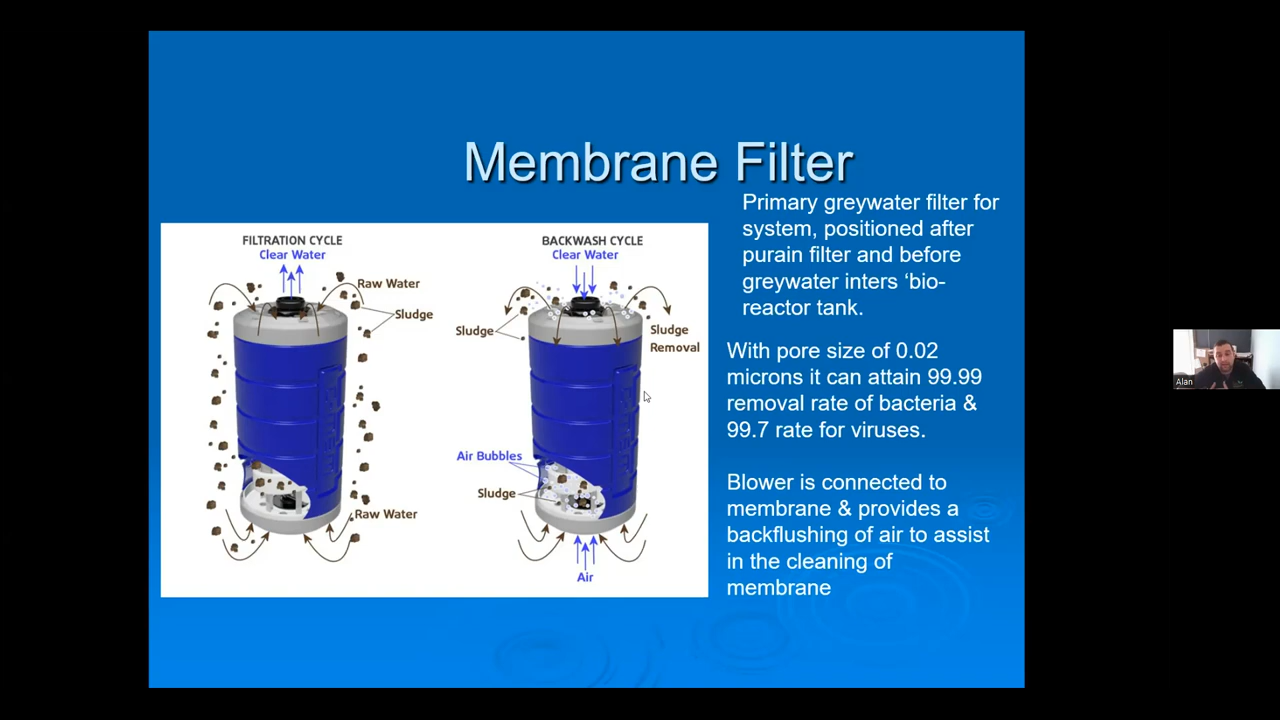 Membrane Filter
Primary greywater filter for
system, positioned after
purain filter and before
greywater inters ‘bio-
reactor tank.
With pore size of 0.02
microns it can attain 99.99
removal rate of bacteria &
99.7 rate for viruses.
Blower is connected to
membrane & provides a
backflushing of air to assist
in the cleaning of
membrane
FILTRATION CYCLE
Clear Water
Raw Water
Sludge
Raw Water
BACKWASH CYCLE
Clear Water
Sludge
Sludge
Removal
Air Bubbles
Sludge
Air
Alan